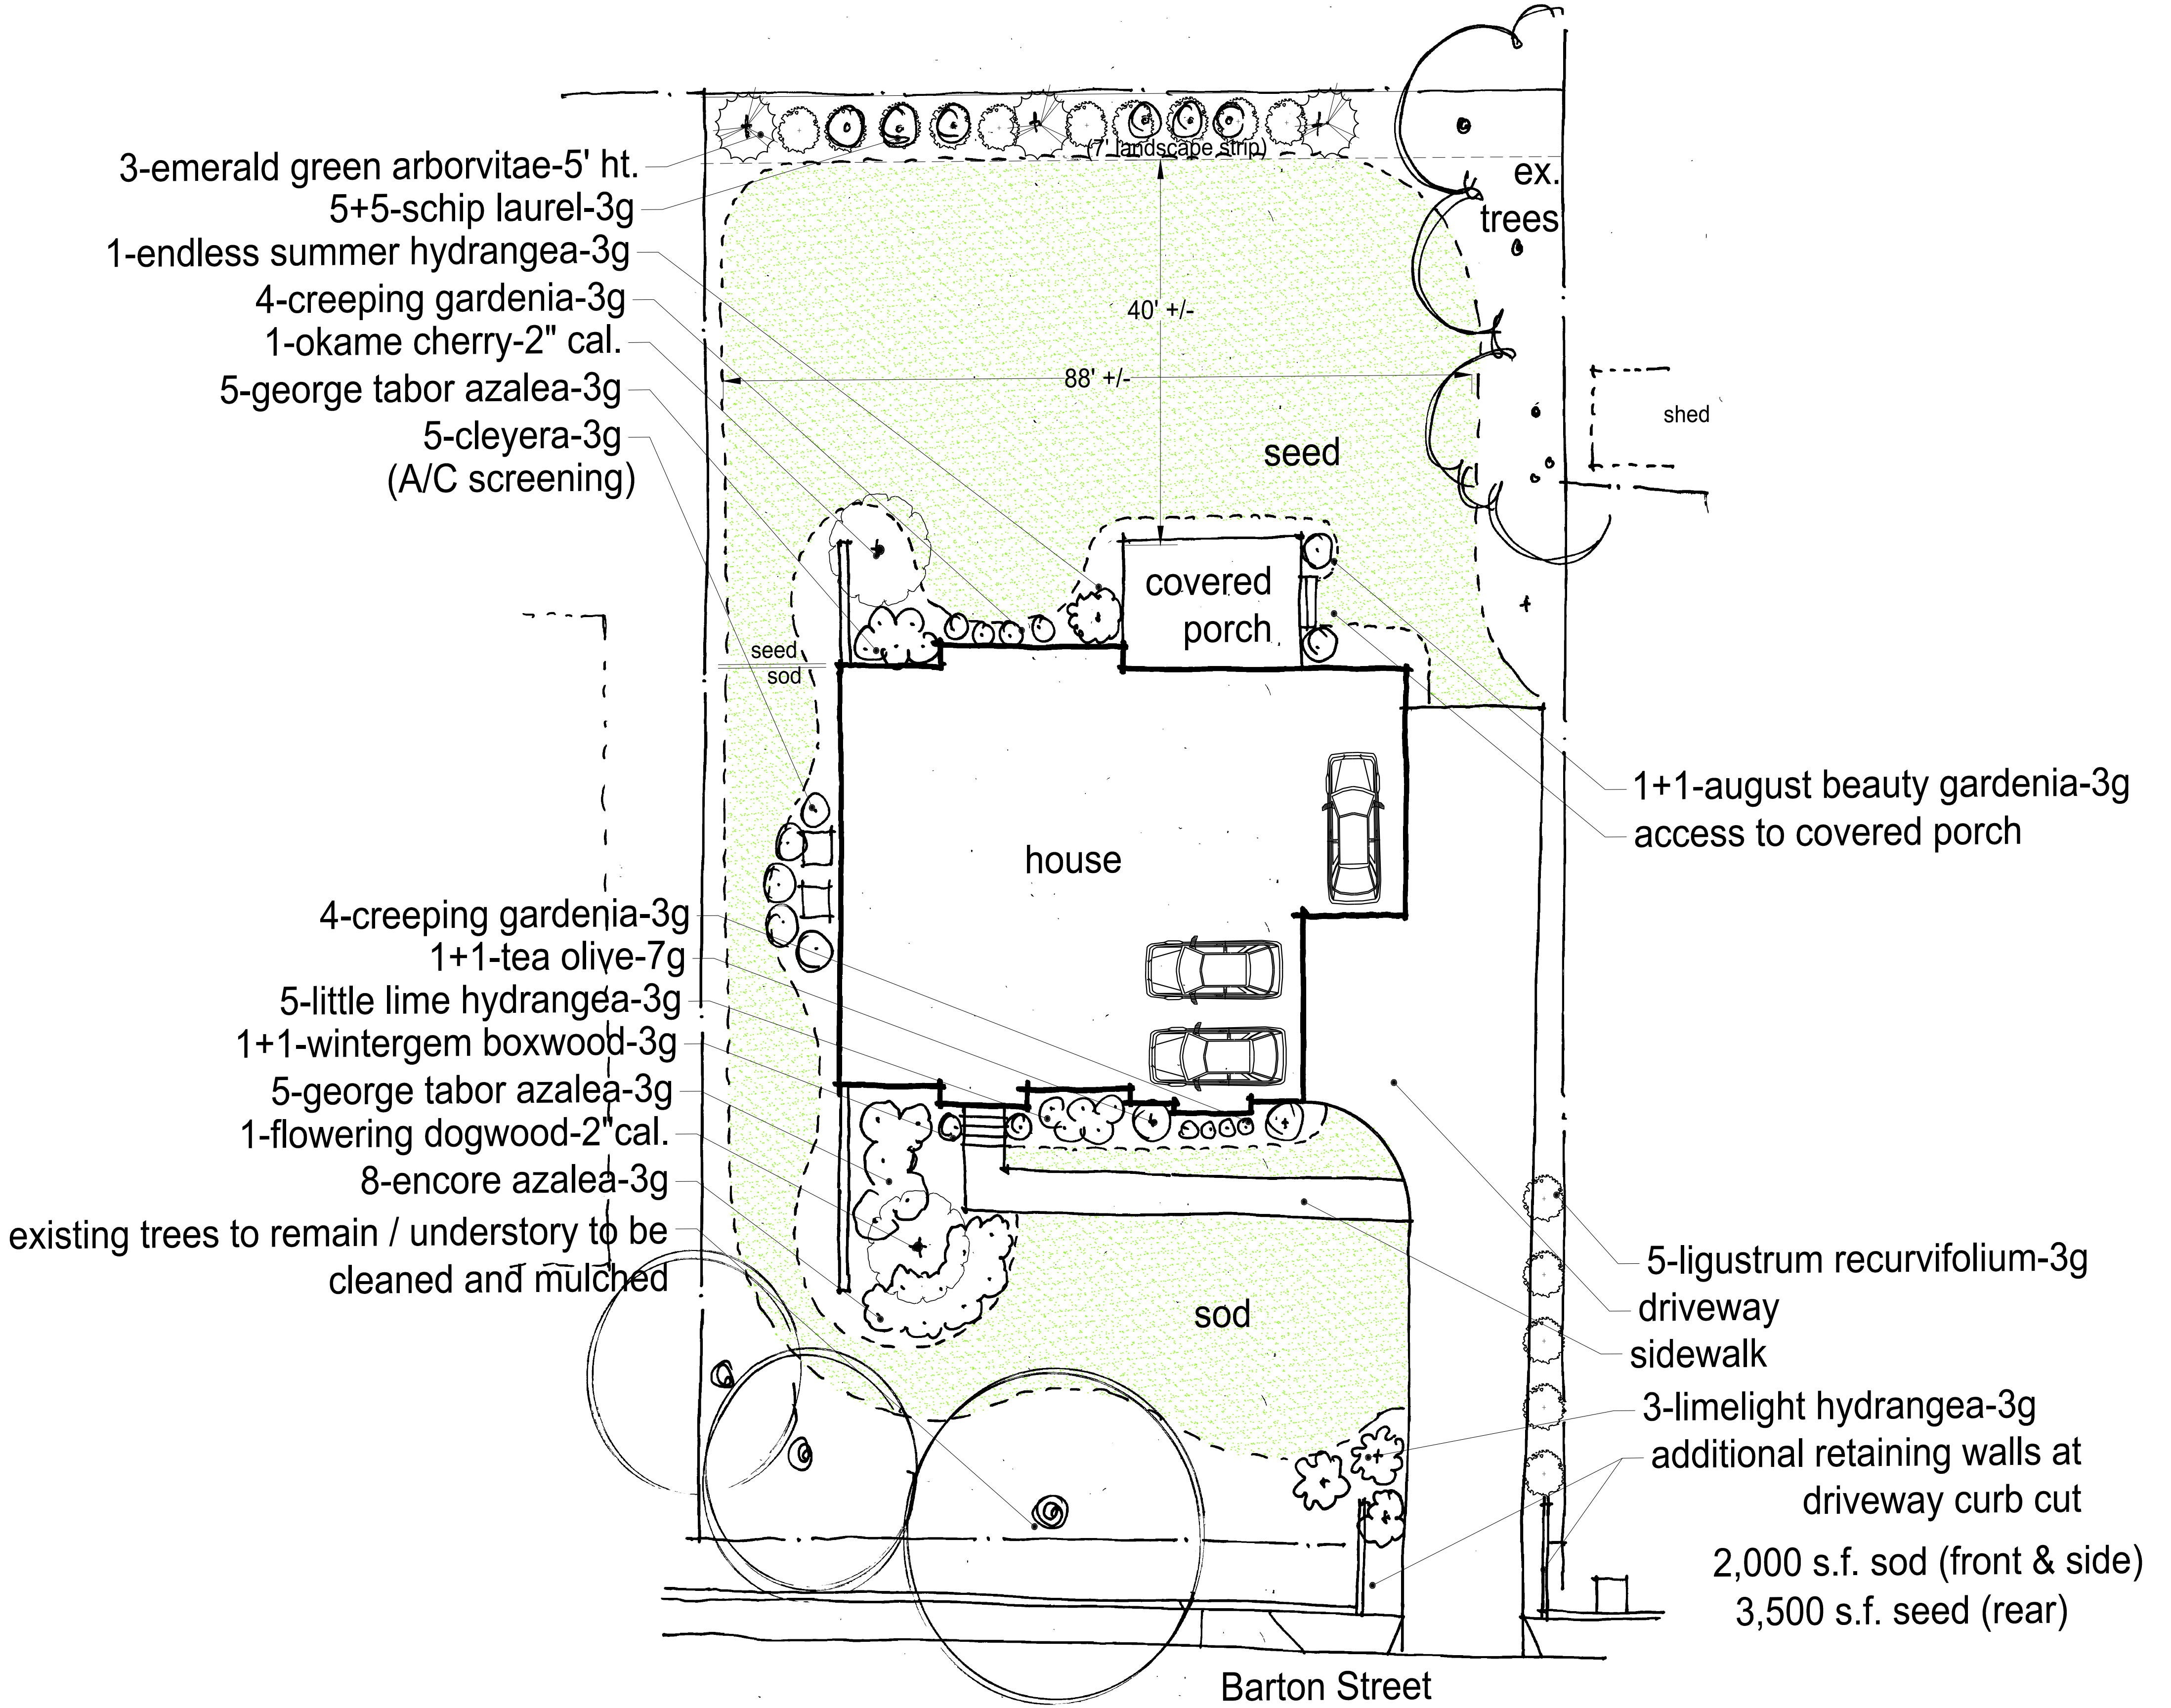 (7' landscape strip)
3-emerald green arborvitae-5' ht.
5+5-schip laurel-3g
1-endless summer hydrangea-3g
4-creeping gardenia-3g
1-okame cherry-2" cal.
5-george tabor azalea-3g
5-cleyera-3g
(A/C screening)
ex.
trees
40' +/-
88' +/-
shed
seed
covered
porch
seed
sod
1+1-august beauty gardenia-3g
access to covered porch
house
4-creeping gardenia-3g
1+1-tea olive-7g
5-little lime hydrangea-3g
1+1-wintergem boxwood-3g
5-george tabor azalea-3g
1-flowering dogwood-2"cal.
8-encore azalea-3g
existing trees to remain / understory to be
cleaned and mulched
sod
5-ligustrum recurvifolium-3g
driveway
sidewalk
3-limelight hydrangea-3g
additional retaining walls at
driveway curb cut
2,000 s.f. sod (front & side)
3,500 s.f. seed (rear)
Barton Street